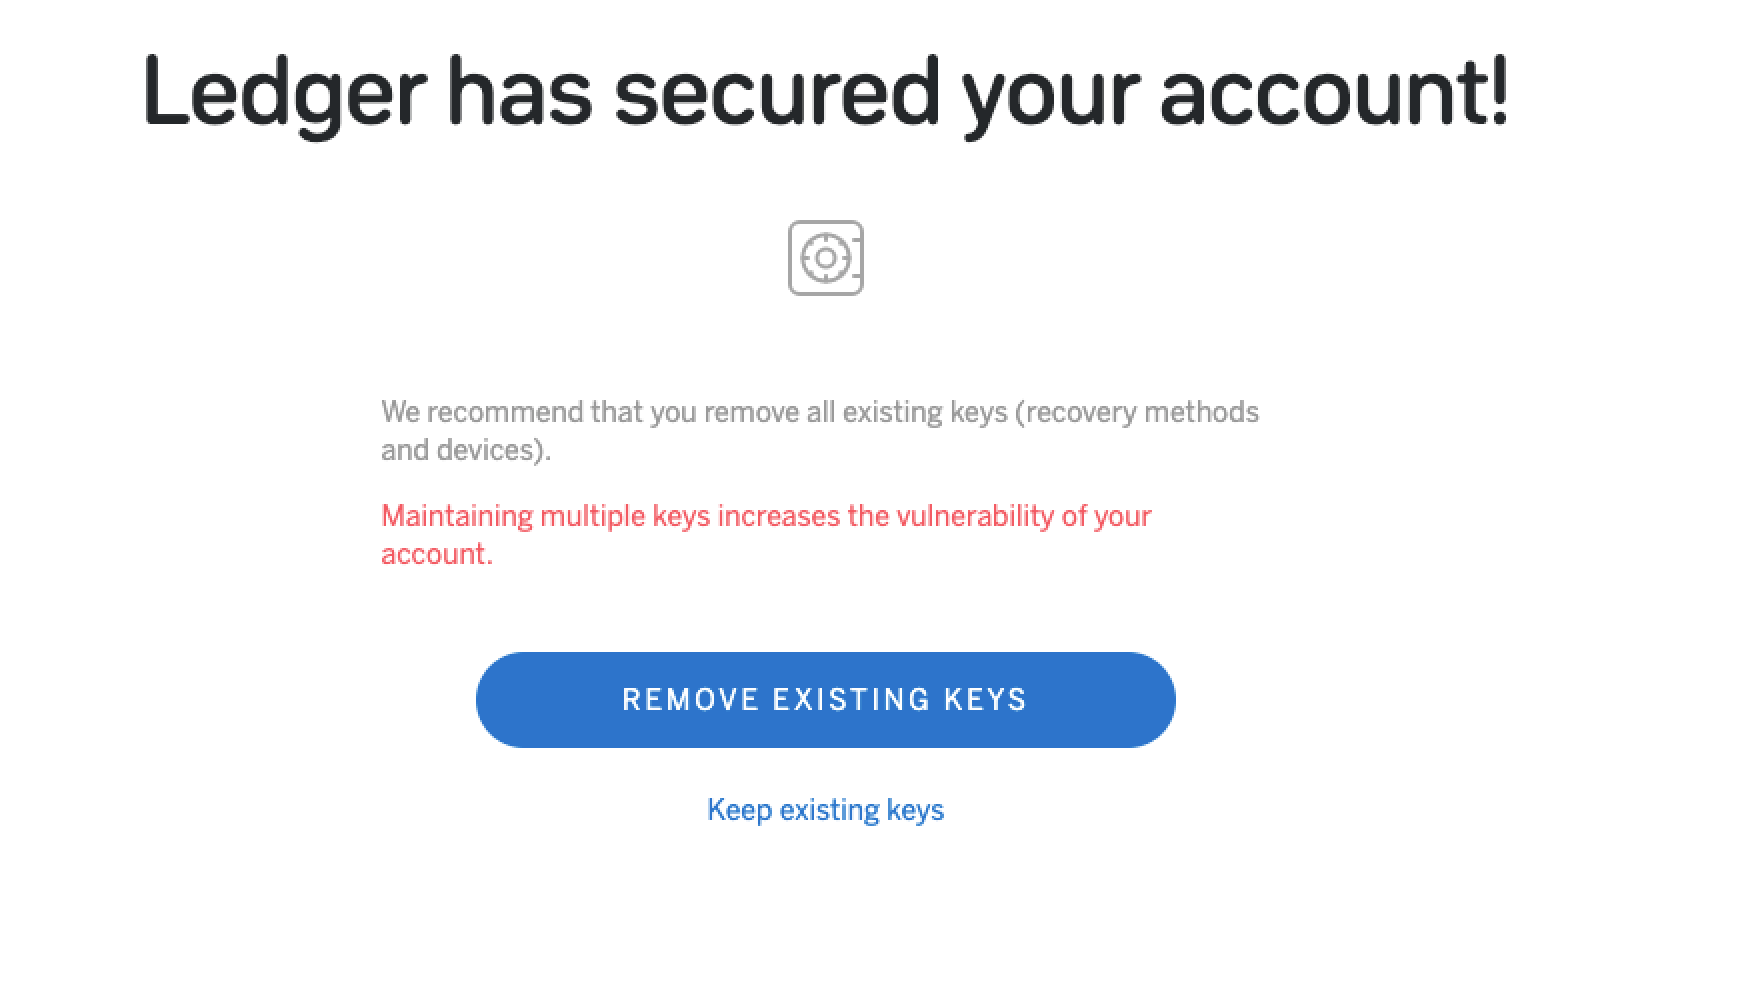 Ledger has secured your account!
We recommend that you remove all existing keys (recovery methods
and devices).
Maintaining multiple keys increases the vulnerability of your
account.
REMOVE EXISTING KEYS
Keep existing keys